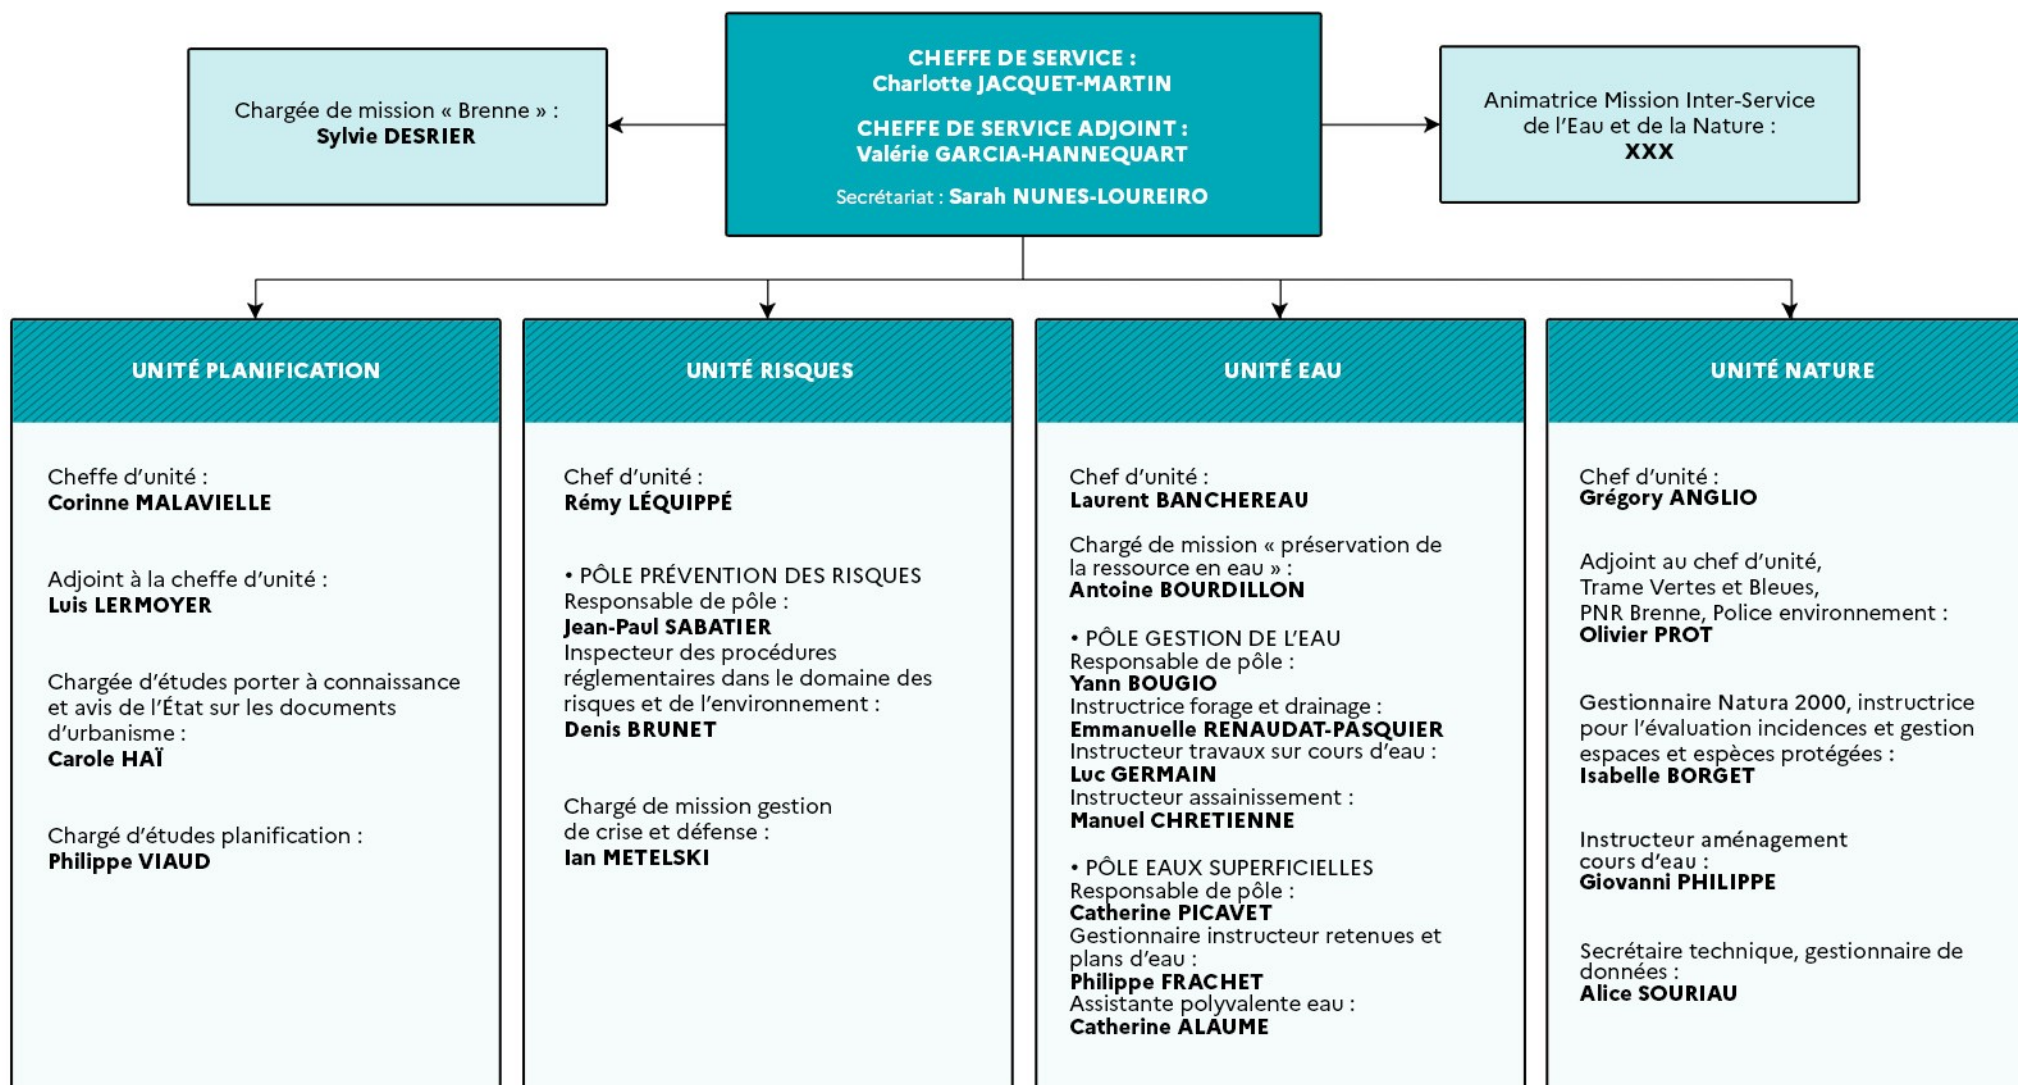 Chargée de mission « Brenne » :
Sylvie DESRIER
CHEFFE DE SERVICE :
Charlotte JACQUET-MARTIN
CHEFFE DE SERVICE ADJOINT :
Valérie GARCIA-HANNEQUART
Secrétariat : Sarah NUNES-LOUREIRO
Animatrice Mission Inter-Service
de l'Eau et de la Nature :
XXX
UNITÉ PLANIFICATION
Cheffe d'unité :
Corinne MALAVIELLE
Adjoint à la cheffe d'unité :
Luis LERMOYER
Chargée d'études porter à connaissance
et avis de l'État sur les documents
d'urbanisme :
Carole HAÏ
Chargé d'études planification :
Philippe VIAUD
UNITÉ RISQUES
Chef d'unité :
Rémy LÉQUIPPÉ
• PÔLE PRÉVENTION DES RISQUES
Responsable de pôle :
Jean-Paul SABATIER
Inspecteur des procédures
réglementaires dans le domaine des
risques et de l'environnement :
Denis BRUNET
Chargé de mission gestion
de crise et défense :
Ian METELSKI
UNITÉ EAU
Chef d'unité :
Laurent BANCHEREAU
Chargé de mission « préservation de
la ressource en eau » :
Antoine BOURDILLON
• PÔLE GESTION DE L'EAU
Responsable de pôle :
Yann BOUGIO
Instructrice forage et drainage :
Emmanuelle RENAUDAT-PASQUIER
Instructeur travaux sur cours d'eau :
Luc GERMAIN
Instructeur assainissement :
Manuel CHRETIENNE
• PÔLE EAUX SUPERFICIELLES
Responsable de pôle :
Catherine PICAVET
Gestionnaire instructeur retenues et
plans d'eau :
Philippe FRACHET
Assistante polyvalente eau :
Catherine ALAUME
UNITÉ NATURE
Chef d'unité :
Grégory ANGLIO
Adjoint au chef d'unité,
Trame Vertes et Bleues,
PNR Brenne, Police environnement :
Olivier PROT
Gestionnaire Natura 2000, instructrice
pour l'évaluation incidences et gestion
espaces et espèces protégées :
Isabelle BORGET
Instructeur aménagement
cours d'eau :
Giovanni PHILIPPE
Secrétaire technique, gestionnaire de
données :
Alice SOURIAU